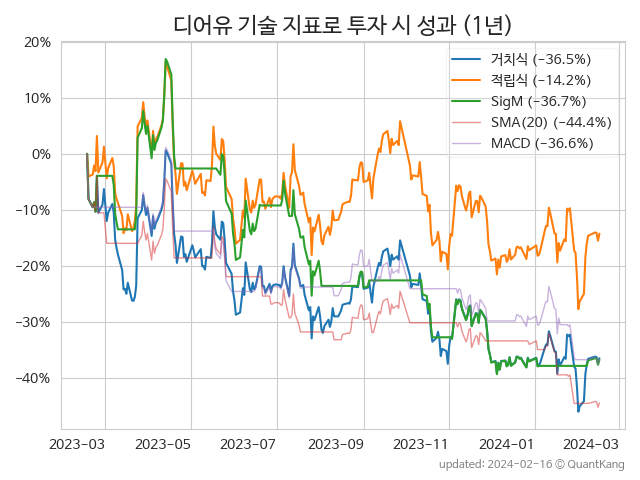 디어유 기술 지표로 투자 시 성과 (1년)
거치식 (−36.5%)
적립식 (−14.2%)
SigM (−36.7%)
SMA(20) (−44.4%)
MACD (−36.6%)
20%
10%
0%
−10%
−20%
−30%
−40%
2023−03 2023−05 2023−07 2023−09 2023−11 2024−01 2024−03
updated: 2024-02-16 © QuantKang